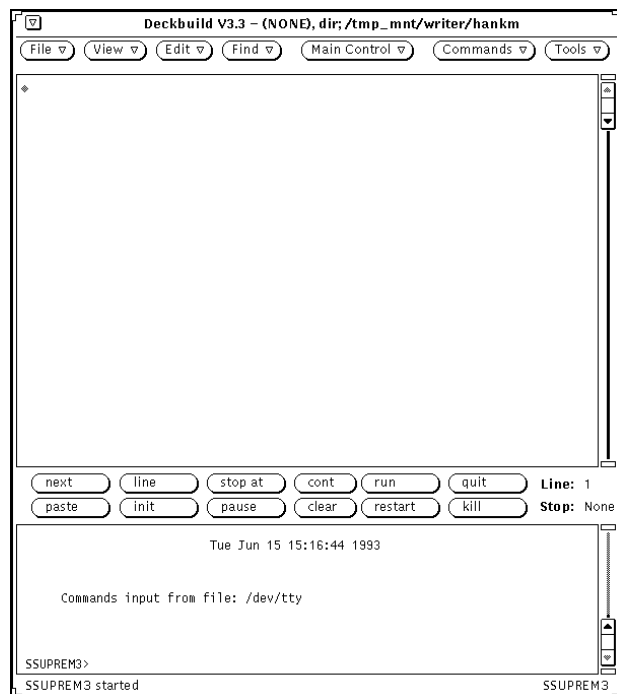 Deckbuild V3.3 – (NONE), dir;/tmp_mnt/writer/hankm
File View Edit Find Main Control Commands Tools
next line stop at cont run quit Line: 1
paste init pause clear restart kill Stop: None
Tue Jun 15 15:16:44 1993
Commands input from file: /dev/tty
SSUPREM3>
SSUPREM3 started SSUPREM3